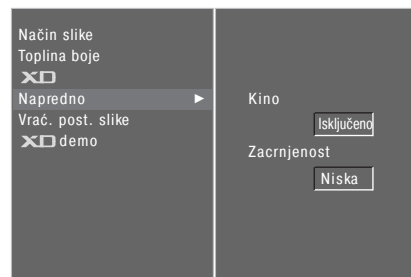 Način slike
Toplina boje
XD
Napredno ►
Vrać. post. slike
XD demo
Kino
Isključeno
Zacrnjenost
Niska